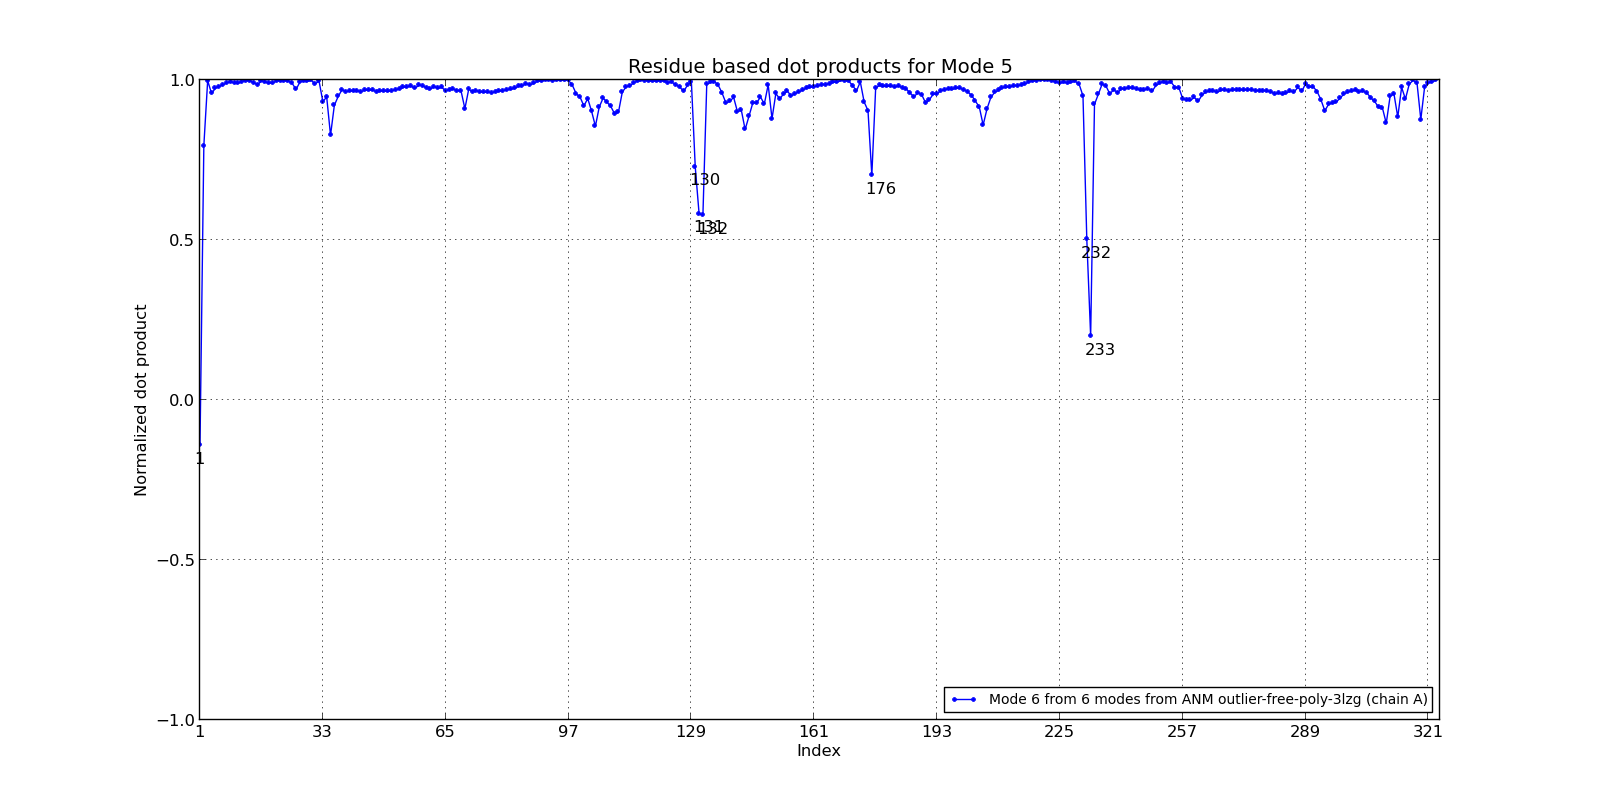 Residue based dot products for Mode 5
1.0
0.5
0.0
−0.5
−1.0
Normalized dot product
1
130
131
132
176
232
233
Mode 6 from 6 modes from ANM outlier-free-poly-3lzg (chain A)
1 33 65 97 129 161 193 225 257 289 321
Index